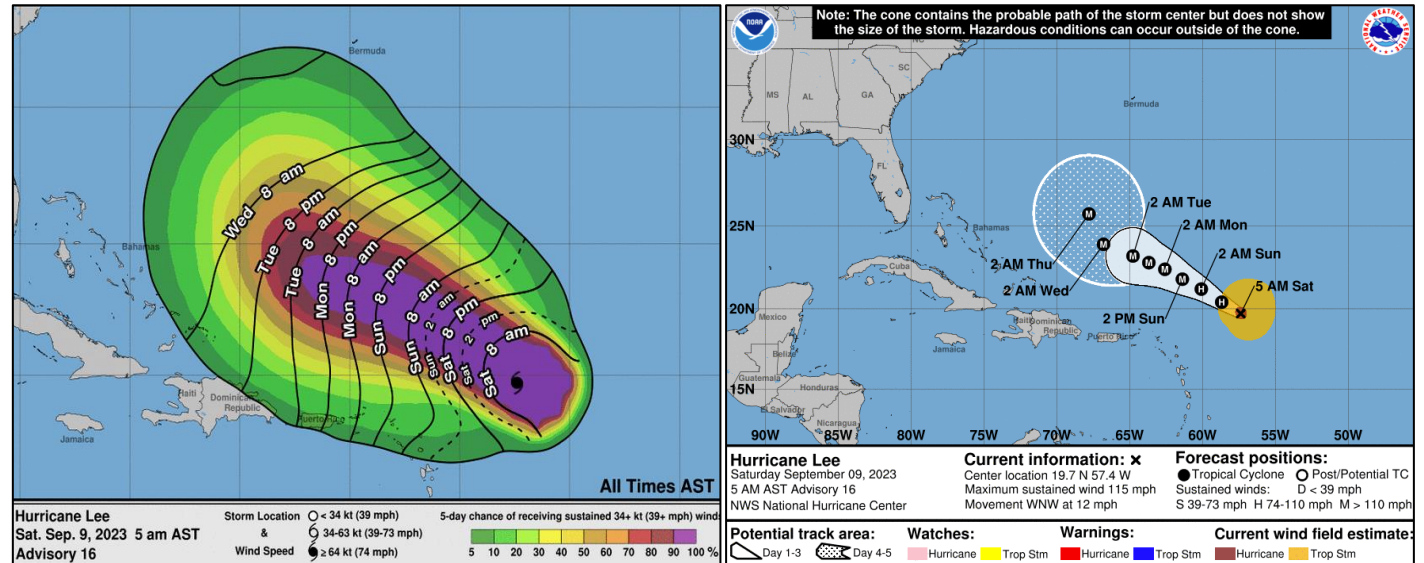 Bermuda
Bahamas
Haiti
Dominican
Republic
Puerto Rico
Jamaica
Wed 8 am
Tue 8 pm
Tue 8 am
Mon 8 pm
Mon 8 am
Sun 8 pm
Sun 8 am
Sun 2 am
Sat 8 pm
Sat 2 pm
Sat 8 am
All Times AST
Hurricane Lee
Sat. Sep. 9, 2023 5 am AST
Advisory 16
Storm Location
&
Wind Speed
< 34 kt (39 mph)
34-63 kt (39-73 mph)
≥ 64 kt (74 mph)
5-day chance of receiving sustained 34+ kt (39+ mph) winds
5 10 20 30 40 50 60 70 80 90 100 %
Note: The cone contains the probable path of the storm center but does not show
the size of the storm. Hazardous conditions can occur outside of the cone.
NOAA
NATIONAL WEATHER SERVICE
NC
SC
MS
AL
GA
FL
Bermuda
30N
25N
20N
15N
Bahamas
Cuba
Mexico
Haiti
Dominican
Republic
Puerto Rico
Jamaica
Belize
Guatemala
Honduras
El Salvador
Nicaragua
2 AM Tue
2 AM Mon
2 AM Sun
5 AM Sat
2 AM Thu
2 AM Wed
2 PM Sun
M
M
M
M
M
M
H
H
90W 85W 80W 75W 70W 65W 60W 55W 50W
Hurricane Lee
Saturday September 09, 2023
5 AM AST Advisory 16
NWS National Hurricane Center
Current information: x
Center location 19.7 N 57.4 W
Maximum sustained wind 115 mph
Movement WNW at 12 mph
Forecast positions:
Tropical Cyclone Post/Potential TC
Sustained winds: D < 39 mph
S 39-73 mph H 74-110 mph M > 110 mph
Potential track area:
Day 1-3 Day 4-5
Watches:
Hurricane Trop Stm
Warnings:
Hurricane Trop Stm
Current wind field estimate:
Hurricane Trop Stm